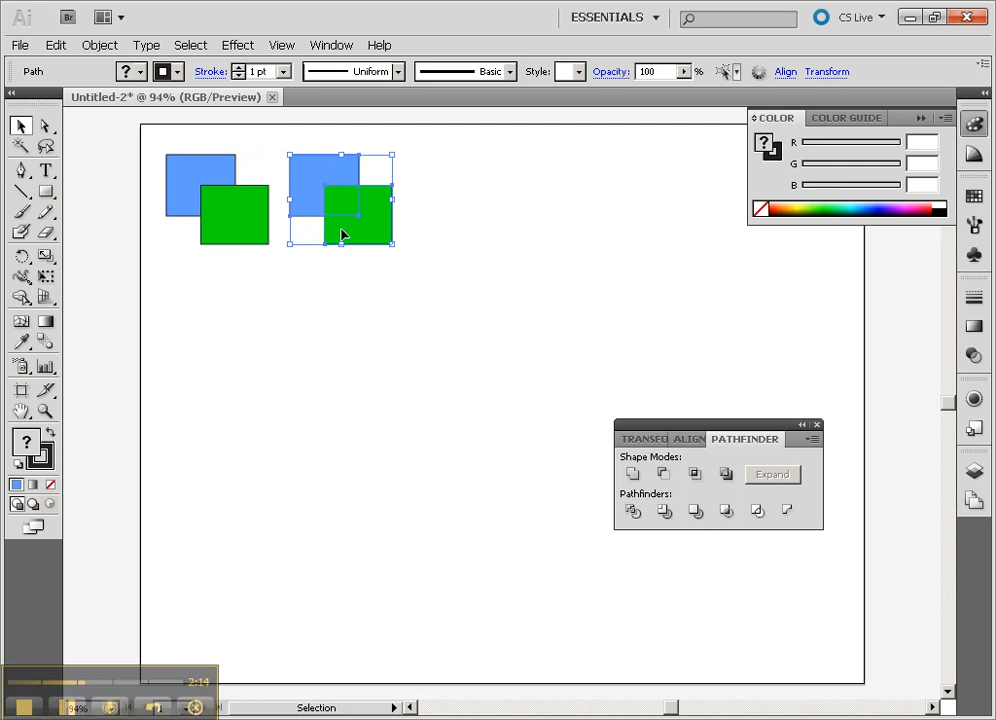 Ai Br ESSENTIALS CS Live
File Edit Object Type Select Effect View Window Help
Path ? Stroke: 1 pt Uniform Basic Style: Opacity: 100 % Align Transform
Untitled-2* @ 94% (RGB/Preview)
COLOR COLOR GUIDE
? R
G
B
TRANSFO ALIGN PATHFINDER
Shape Modes:
Expand
Pathfinders:
?
2:14
94% 1 Selection